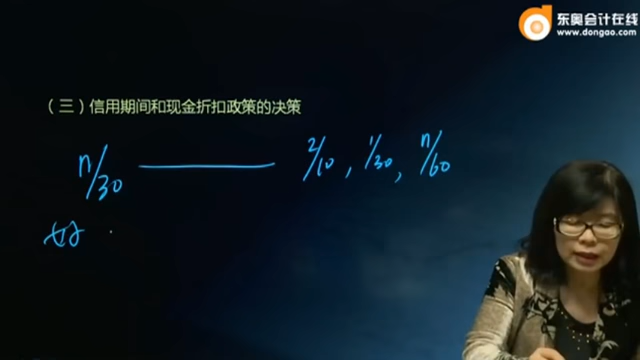 东奥会计在线
www.dongao.com
（三）信用期间和现金折扣政策的决策
n/30 —— 2/10 , 1/30 , n/60
好